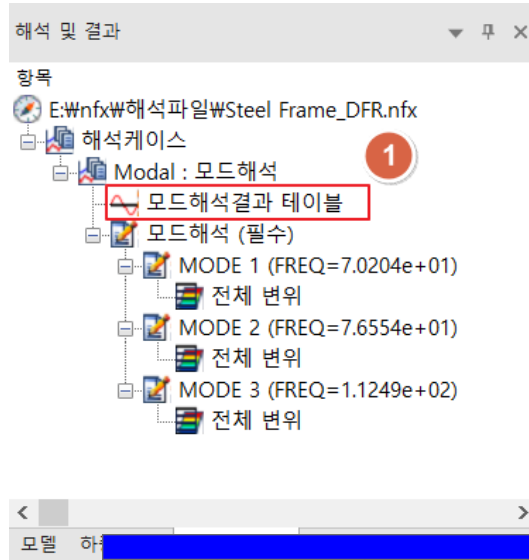 해석 및 결과
항목
E:₩nfx₩해석파일₩Steel Frame_DFR.nfx
해석케이스
1
Modal : 모드해석
모드해석결과 테이블
모드해석 (필수)
MODE 1 (FREQ=7.0204e+01)
전체 변위
MODE 2 (FREQ=7.6554e+01)
전체 변위
MODE 3 (FREQ=1.1249e+02)
전체 변위
모델